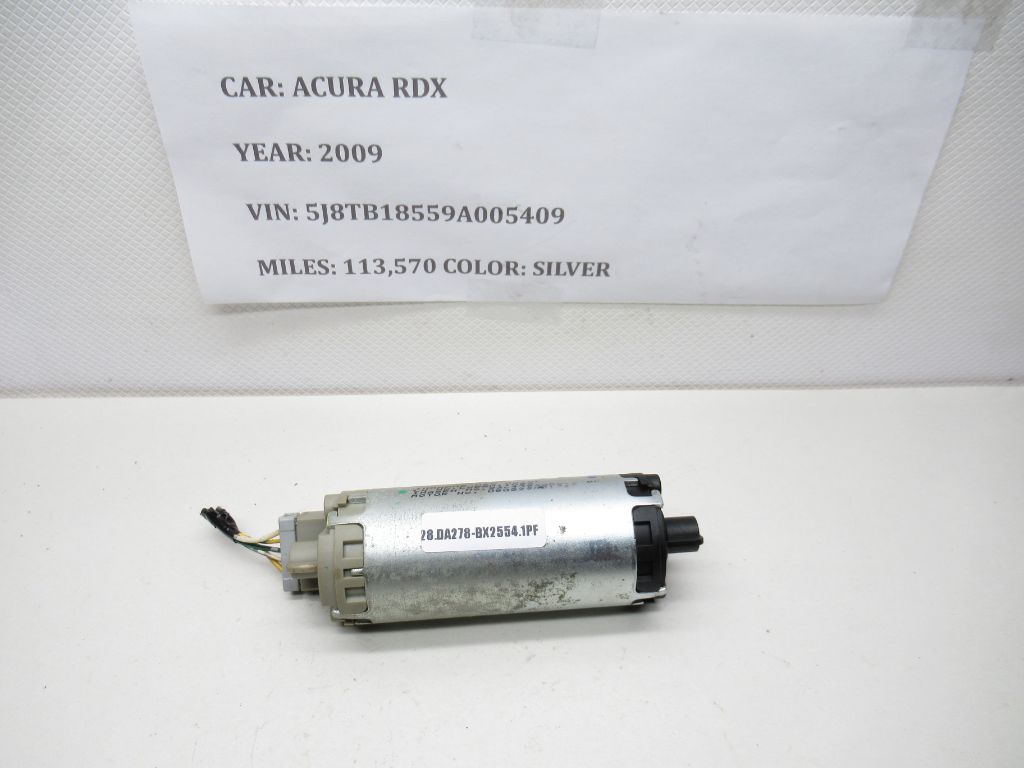 CAR: ACURA RDX
YEAR: 2009
VIN: 5J8TB18559A005409
MILES: 113,570 COLOR: SILVER
28.DA278-BX2554.1PF